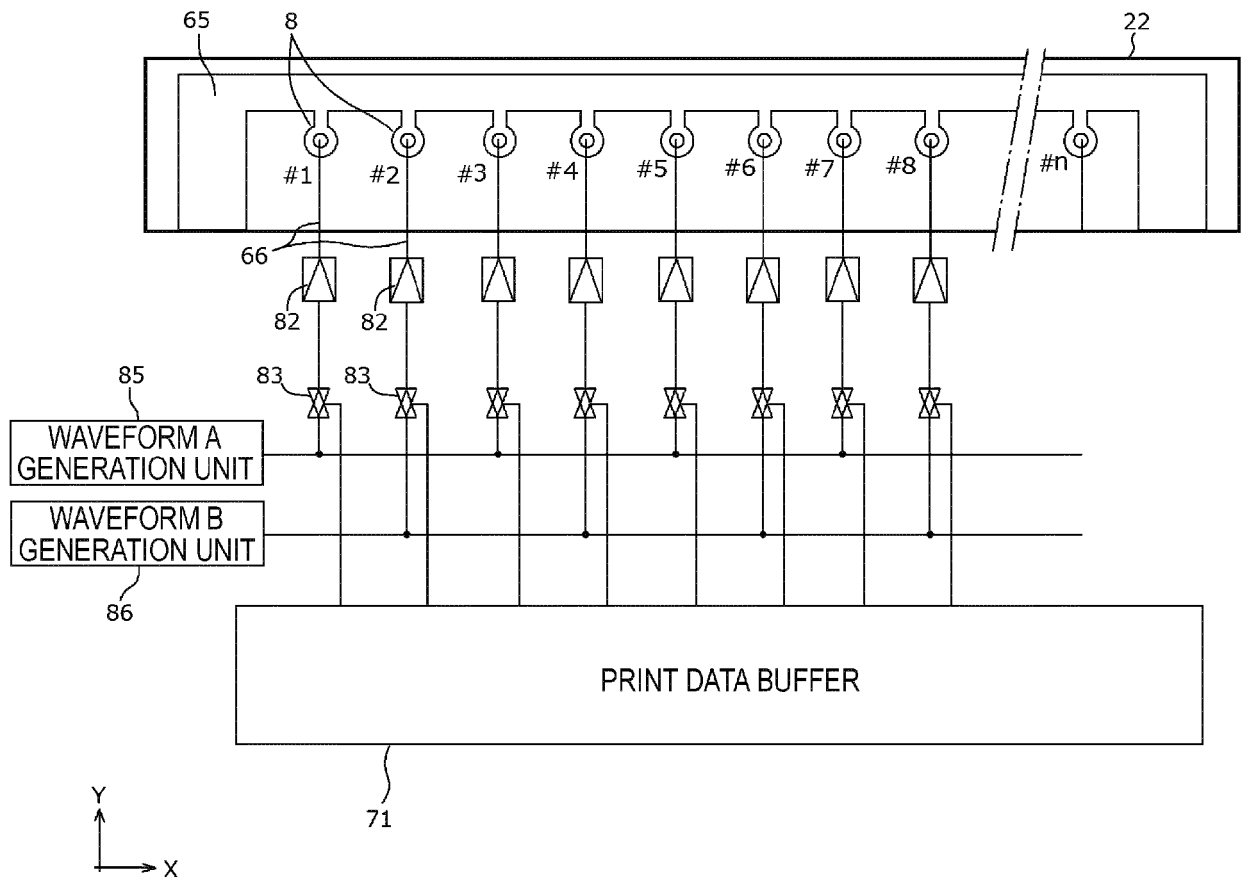 65
8
22
#1
#2
#3
#4
#5
#6
#7
#8
#n
66
82
82
83
83
85
WAVEFORM A
GENERATION UNIT
WAVEFORM B
GENERATION UNIT
86
PRINT DATA BUFFER
71
Y
X